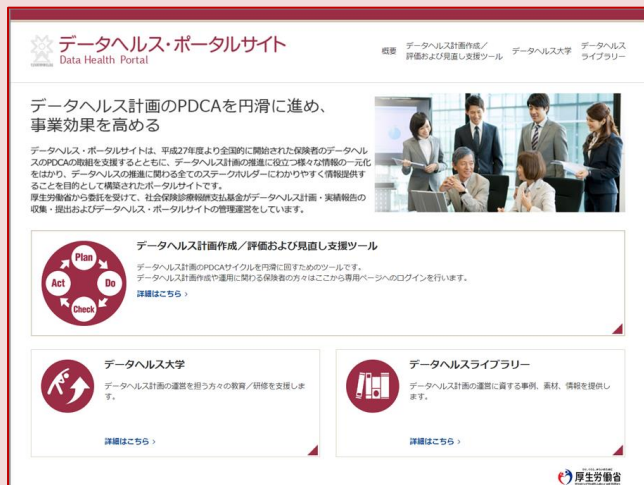 データヘルス・ポータルサイト
Data Health Portal
概要
データヘルス計画作成／
評価および見直し支援ツール
データヘルス大学
データヘルス
ライブラリー
データヘルス計画のPDCAを円滑に進め、
事業効果を高める
データヘルス・ポータルサイトは、平成27年度より全国的に開始された保険者のデータヘル
スのPDCAの取組を支援するとともに、データヘルス計画の推進に役立つ様々な情報の一元化
をはかり、データヘルスの推進に関わる全てのステークホルダーにわかりやすく情報提供す
ることを目的として構築されたポータルサイトです。
厚生労働省から委託を受けて、社会保険診療報酬支払基金がデータヘルス計画・実績報告の
収集・提出およびデータヘルス・ポータルサイトの管理運営をしています。
データヘルス計画作成／評価および見直し支援ツール
データヘルス計画のPDCAサイクルを円滑に回すためのツールです。
データヘルス計画作成や運用に関わる保険者の方々はここから専用ページへのログインを行います。
詳細はこちら ›
Plan
Do
Check
Act
データヘルス大学
データヘルス計画の運営を担う方々の教育／研修を支援しま
す。
詳細はこちら ›
データヘルスライブラリー
データヘルス計画の運営に資する事例、素材、情報を提供し
ます。
詳細はこちら ›
厚生労働省